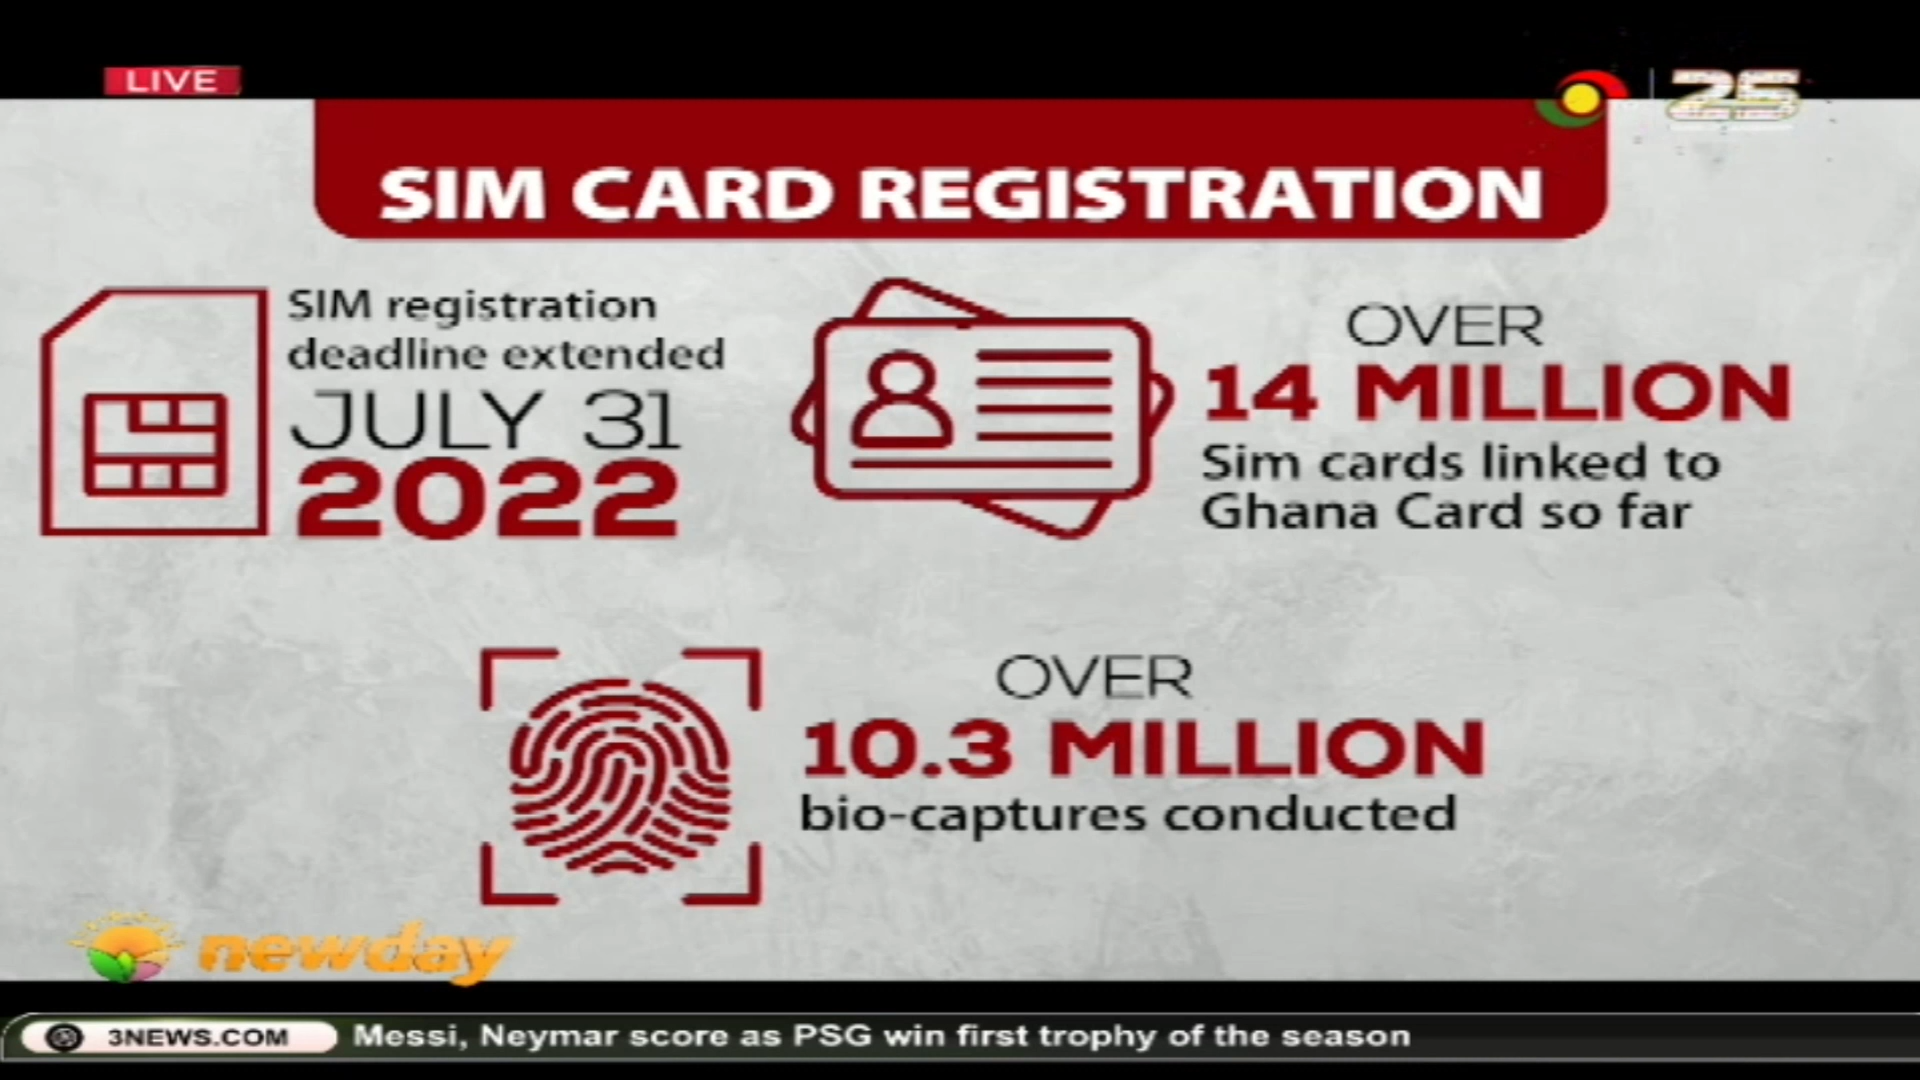 LIVE
25
SIM CARD REGISTRATION
SIM registration
deadline extended
JULY 31
2022
OVER
14 MILLION
Sim cards linked to
Ghana Card so far
OVER
10.3 MILLION
bio-captures conducted
newday
3NEWS.COM
Messi, Neymar score as PSG win first trophy of the season